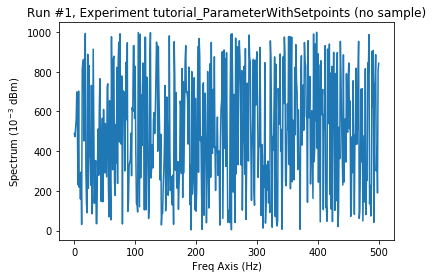 Run #1, Experiment tutorial_ParameterWithSetpoints (no sample)
1000
800
600
400
200
0
Spectrum (10⁻³ dBm)
0 100 200 300 400 500
Freq Axis (Hz)